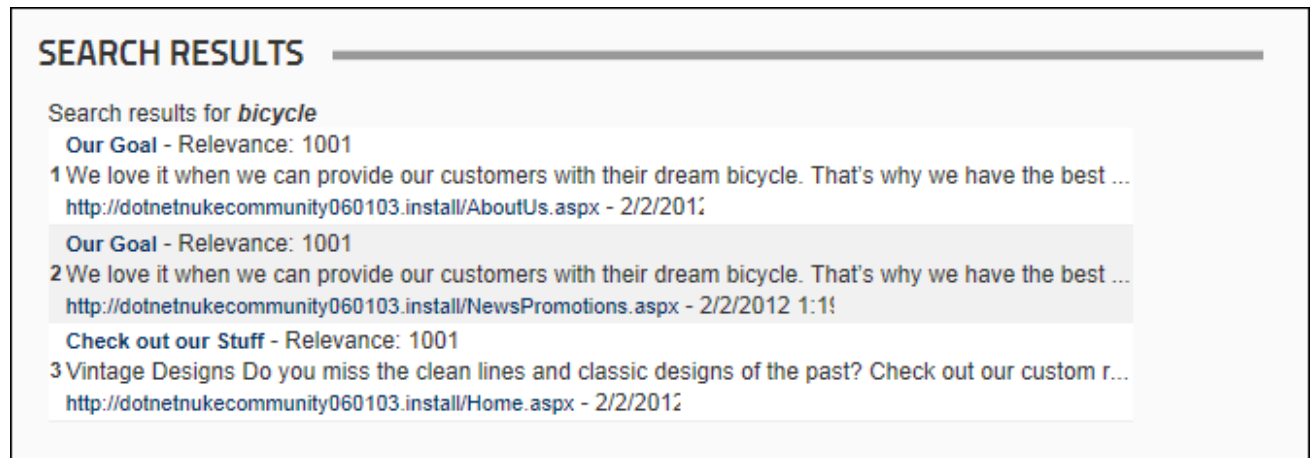 SEARCH RESULTS
Search results for bicycle
Our Goal - Relevance: 1001
1 We love it when we can provide our customers with their dream bicycle. That's why we have the best ...
http://dotnetnukecommunity060103.install/AboutUs.aspx - 2/2/2012
2 Our Goal - Relevance: 1001
We love it when we can provide our customers with their dream bicycle. That's why we have the best ...
http://dotnetnukecommunity060103.install/NewsPromotions.aspx - 2/2/2012 1:19
Check out our Stuff - Relevance: 1001
3 Vintage Designs Do you miss the clean lines and classic designs of the past? Check out our custom r...
http://dotnetnukecommunity060103.install/Home.aspx - 2/2/2012